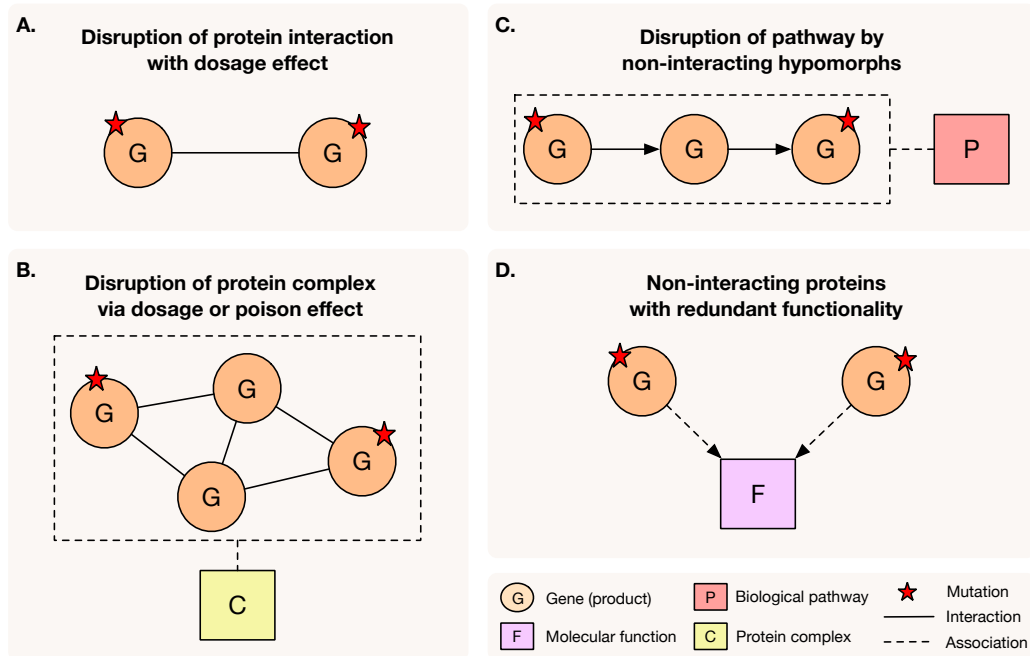 A.
Disruption of protein interaction
with dosage effect
G
G
B.
Disruption of protein complex
via dosage or poison effect
G
G
G
G
C
C.
Disruption of pathway by
non-interacting hypomorphs
G
G
G
P
D.
Non-interacting proteins
with redundant functionality
G
G
F
G Gene (product)
P Biological pathway
Mutation
Interaction
F Molecular function
C Protein complex
Association